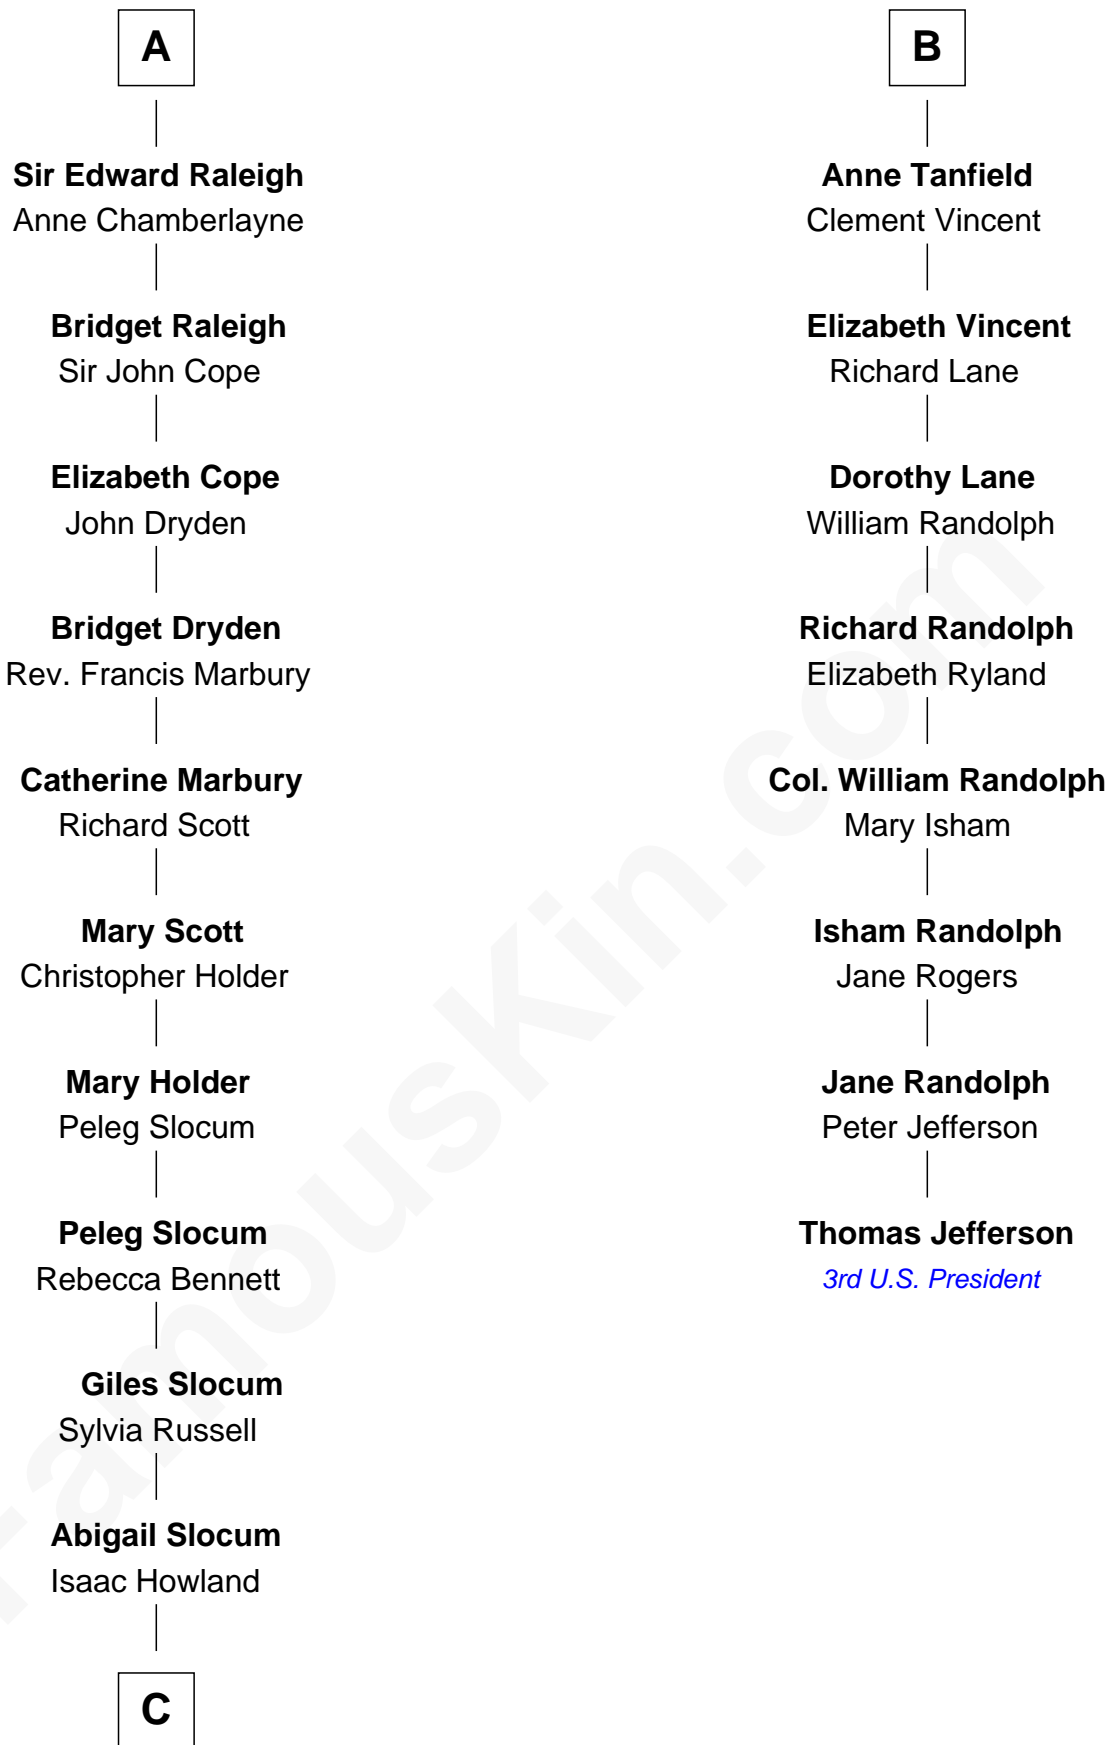 A
Sir Edward Raleigh
Anne Chamberlayne
Bridget Raleigh
Sir John Cope
Elizabeth Cope
John Dryden
Bridget Dryden
Rev. Francis Marbury
Catherine Marbury
Richard Scott
Mary Scott
Christopher Holder
Mary Holder
Peleg Slocum
Peleg Slocum
Rebecca Bennett
Giles Slocum
Sylvia Russell
Abigail Slocum
Isaac Howland
C
B
Anne Tanfield
Clement Vincent
Elizabeth Vincent
Richard Lane
Dorothy Lane
William Randolph
Richard Randolph
Elizabeth Ryland
Col. William Randolph
Mary Isham
Isham Randolph
Jane Rogers
Jane Randolph
Peter Jefferson
Thomas Jefferson
3rd U.S. President
FamousKin.com